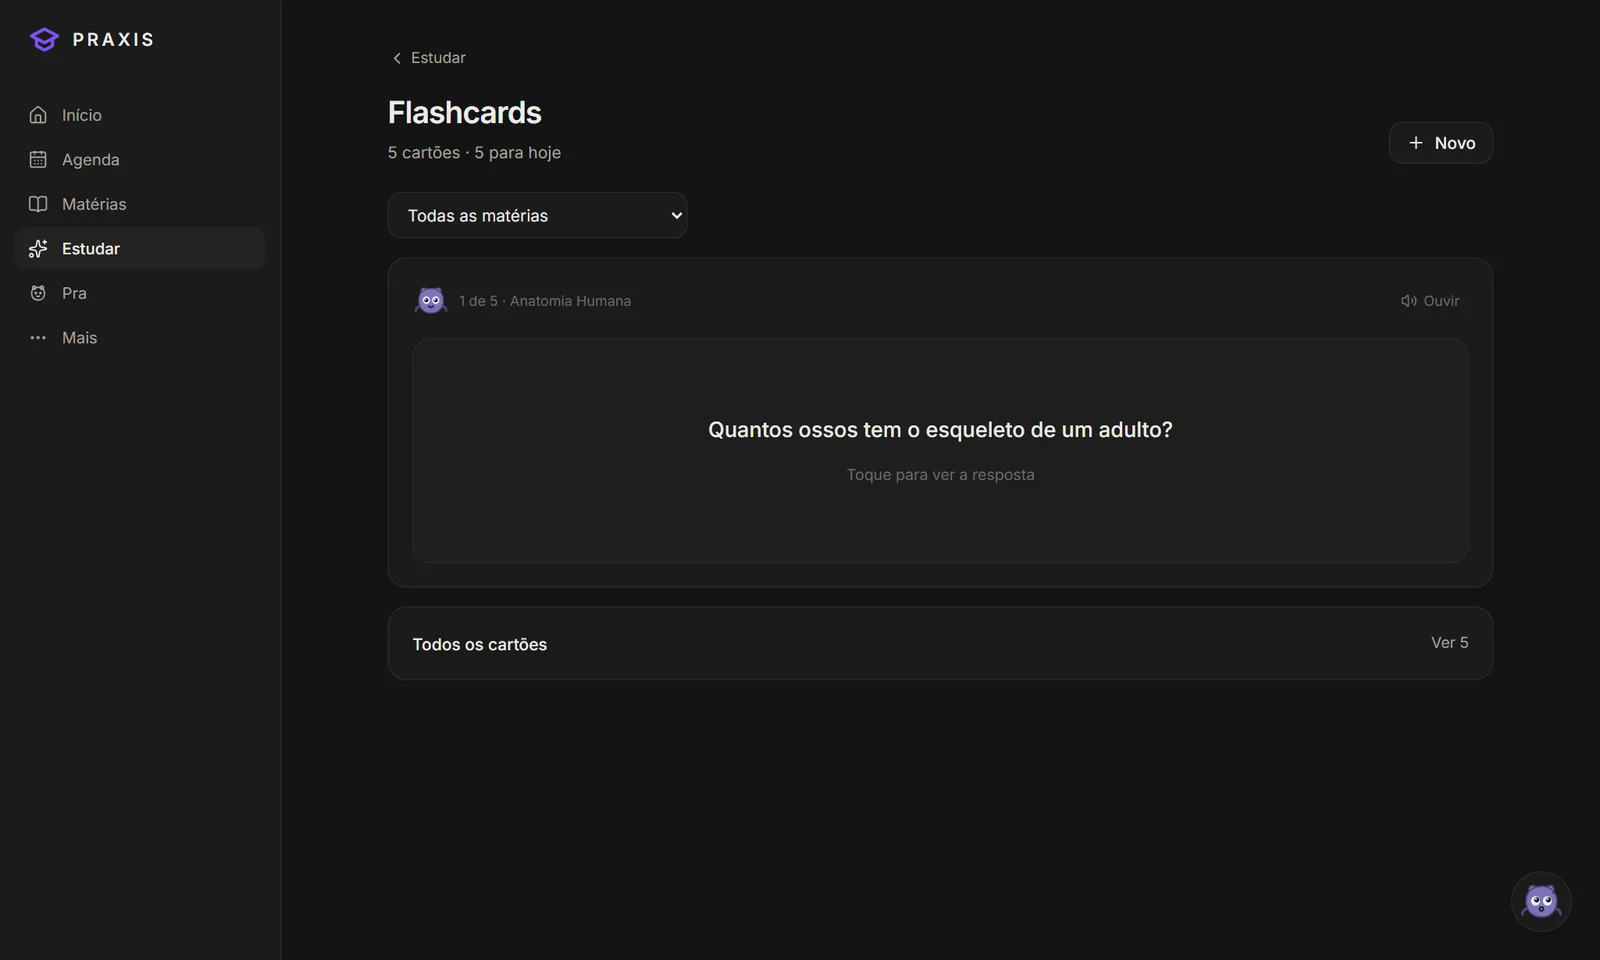 PRAXIS
Início
Agenda
Matérias
Estudar
Pra
Mais
Estudar
Flashcards
5 cartões · 5 para hoje
Novo
Todas as matérias
1 de 5 · Anatomia Humana
Ouvir
Quantos ossos tem o esqueleto de um adulto?
Toque para ver a resposta
Todos os cartões
Ver 5